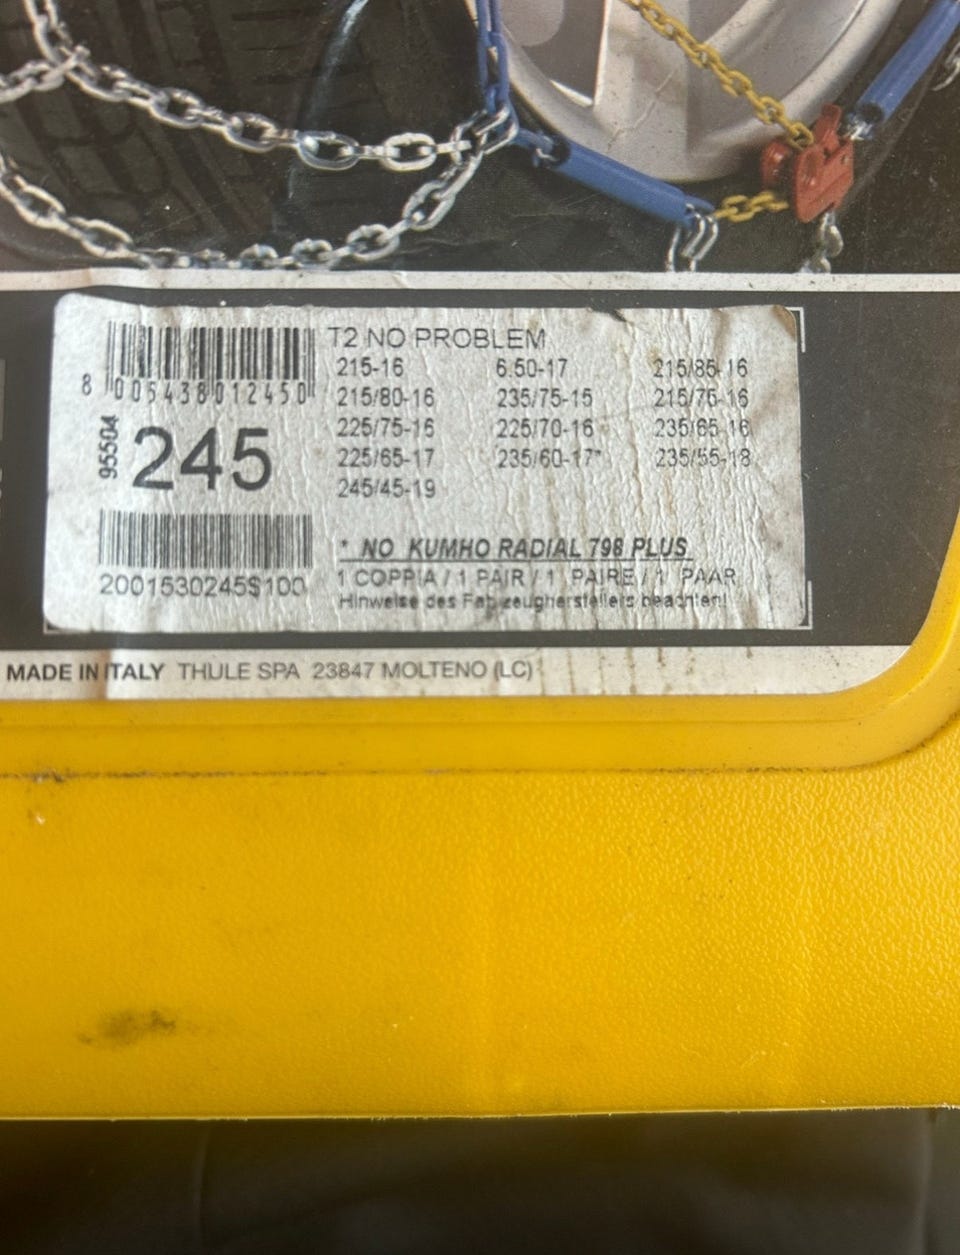 T2 NO PROBLEM
215-16 6.50-17 215/85-16
8 005438 012450
215/80-16 235/75-15 215/75-16
95504
245
225/75-16 225/70-16 235/65-16
225/65-17 235/60-17* 235/55-18
245/45-19
* NO KUMHO RADIAL 798 PLUS
1 COPPIA / 1 PAIR / 1 PAIRE / 1 PAAR
2001530245$100
Hinweise des Fahrzeugherstellers beachten!
MADE IN ITALY THULE SPA 23847 MOLTENO (LC)